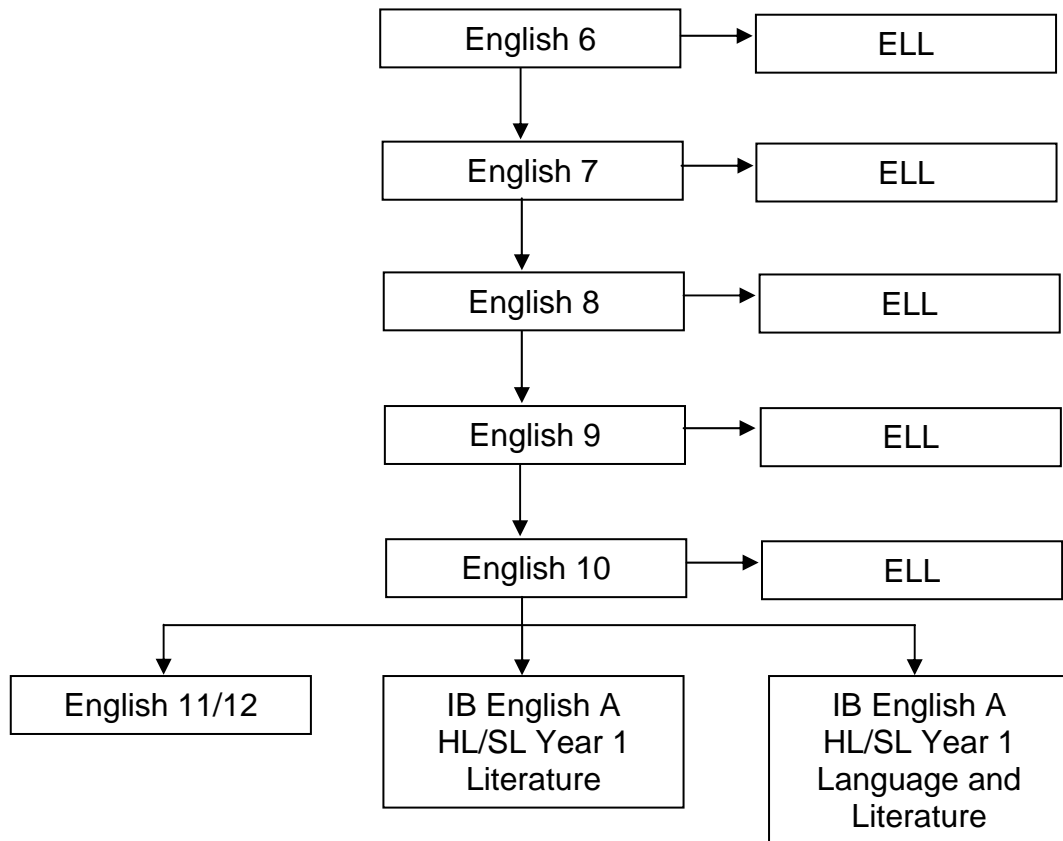 English 6
ELL
English 7
ELL
English 8
ELL
English 9
ELL
English 10
ELL
English 11/12
IB English A
HL/SL Year 1
Literature
IB English A
HL/SL Year 1
Language and
Literature